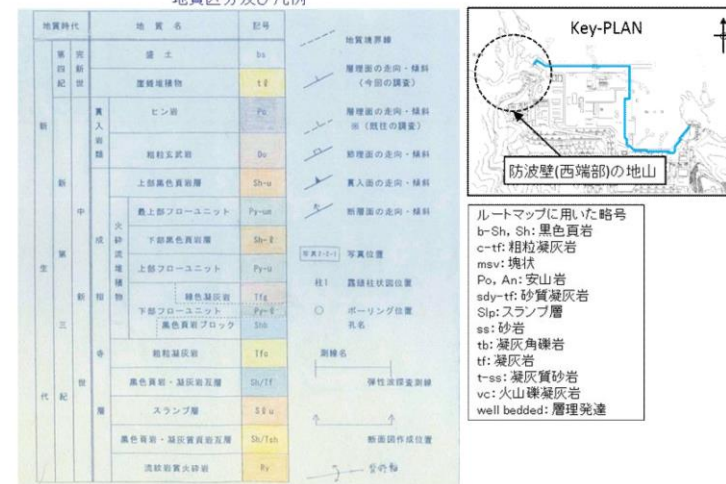 地質区分及び凡例
地質時代 地質名 記号
新生代
第四紀
完新世
新第三紀
中新世
盛土 bs
崖錐堆積物 tℓ
貫入岩類
ヒン岩 Po
粗粒玄武岩 Do
成相寺層
上部黒色頁岩層 Sh-u
火砕流堆積物
最上部フローユニット Py-um
下部黒色頁岩層 Sh-ℓ
上部フローユニット Py-u
緑色凝灰岩 Tfg
下部フローユニット Py-ℓ
黒色頁岩ブロック Shb
粗粒凝灰岩 Tfc
黒色頁岩・凝灰岩互層 Sh/Tf
スランプ層 Sℓu
黒色頁岩・凝灰質頁岩互層 Sh/Tsh
流紋岩質火砕岩 Ry
地質境界線
層理面の走向・傾斜
(今回の調査)
層理面の走向・傾斜
※(既往の調査)
節理面の走向・傾斜
貫入面の走向・傾斜
断層面の走向・傾斜
写真2-2-1 写真位置
柱1 露頭柱状図位置
ボーリング位置
孔名
測線名
弾性波探査測線
断面図作成位置
Key-PLAN
防波壁(西端部)の地山
ルートマップに用いた略号
b-Sh, Sh:黒色頁岩
c-tf:粗粒凝灰岩
msv:塊状
Po, An:安山岩
sdy-tf:砂質凝灰岩
Slp:スランプ層
ss:砂岩
tb:凝灰角礫岩
tf:凝灰岩
t-ss:凝灰質砂岩
vc:火山礫凝灰岩
well bedded:層理発達